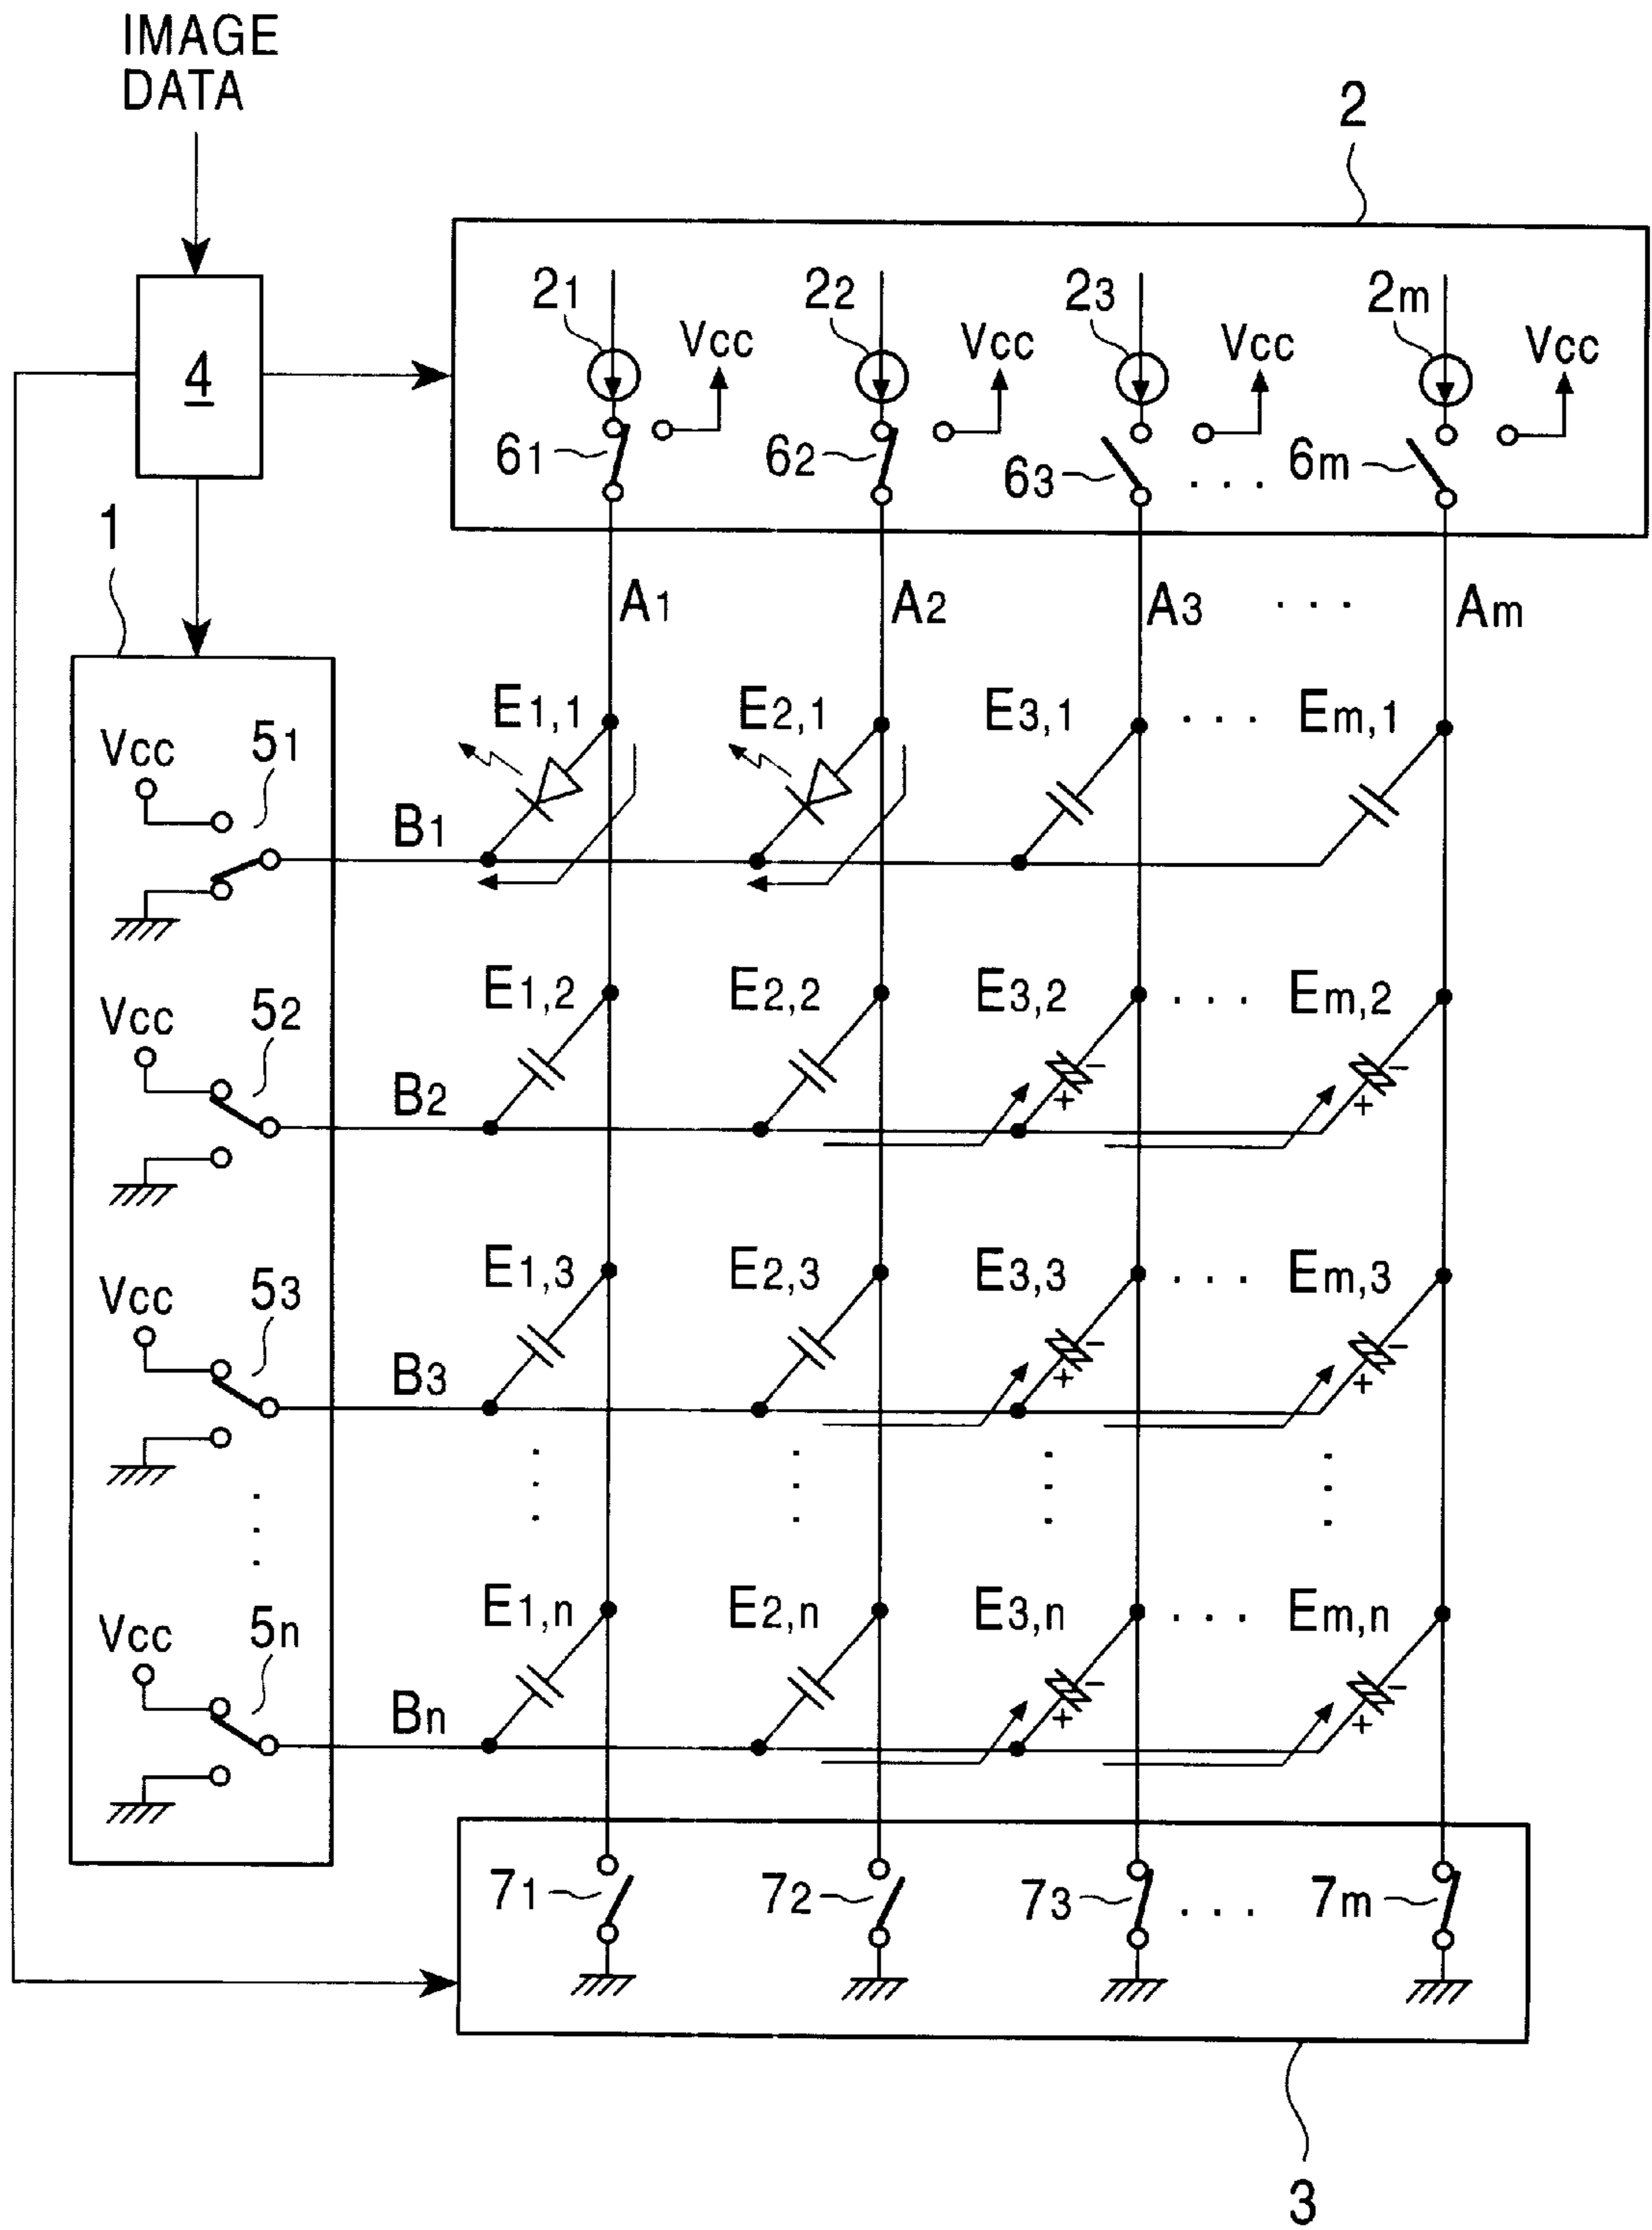 IMAGE
DATA
2
4
21 22 23 2m
Vcc Vcc Vcc Vcc
61 62 63 . . . 6m
1
A1 A2 A3 . . . Am
E1,1 E2,1 E3,1 . . . Em,1
Vcc 51
B1
E1,2 E2,2 E3,2 . . . Em,2
Vcc 52
- -
B2 + +
E1,3 E2,3 E3,3 . . . Em,3
Vcc 53
- -
B3 + +
E1,n E2,n E3,n . . . Em,n
Vcc 5n
- -
Bn + +
71 72 73 . . . 7m
3